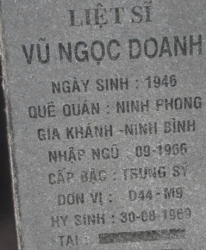 LIỆT SĨ
VŨ NGỌC DOANH
NGÀY SINH : 1946
QUÊ QUÁN : NINH PHONG
GIA KHÁNH -NINH BÌNH
NHẬP NGŨ : 09-1966
CẤP BẬC : TRUNG SỸ
ĐƠN VỊ : D44-M9
HY SINH : 30-08-1969
TẠI :